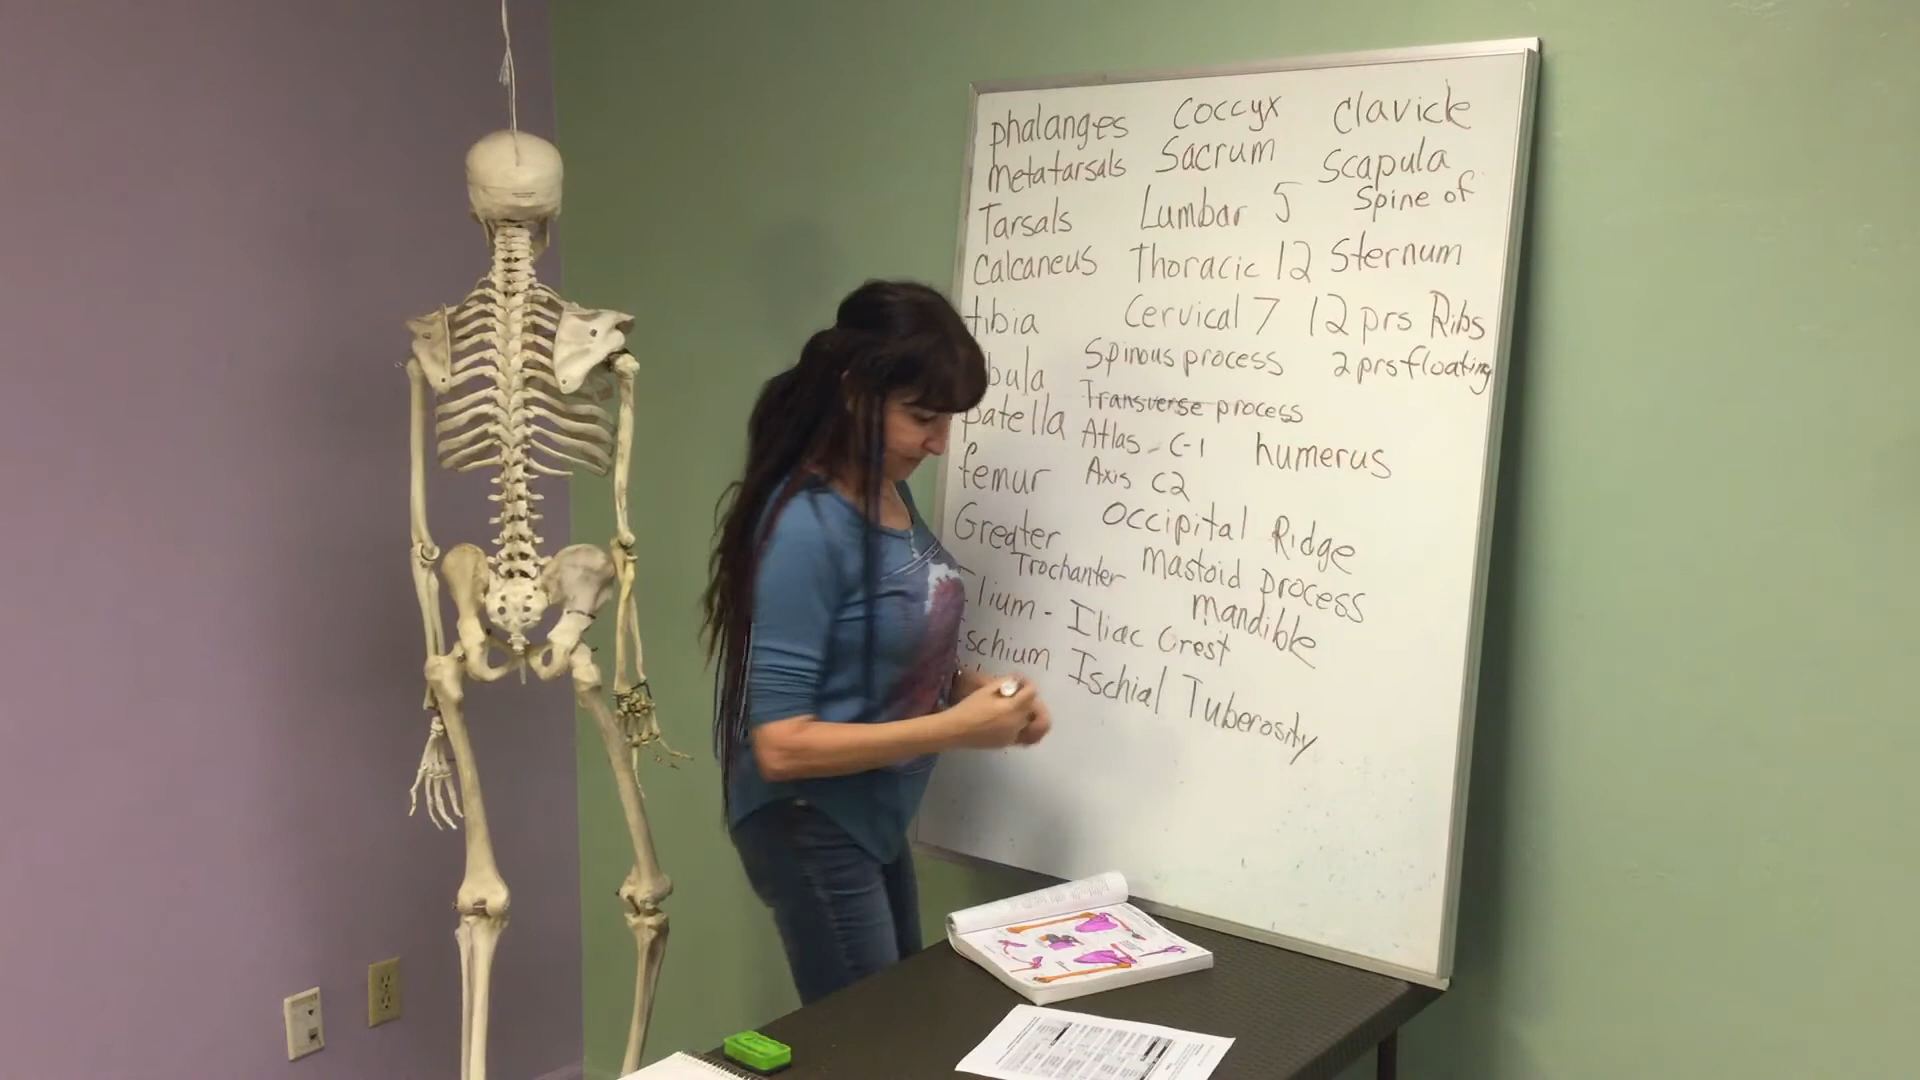 phalanges
metatarsals
Tarsals
Calcaneus
tibia
bula
patella
femur
Greater
Trochanter
Ilium - Iliac Crest
Ischium Ischial Tuberosity
Coccyx
Sacrum
Lumbar 5
Thoracic 12
Cervical 7
Spinous process
Transverse process
Atlas - C-1
Axis C2
Occipital Ridge
Mastoid process
mandible
Clavicle
Scapula
Spine of
Sternum
12 prs Ribs
2 prs floating
humerus